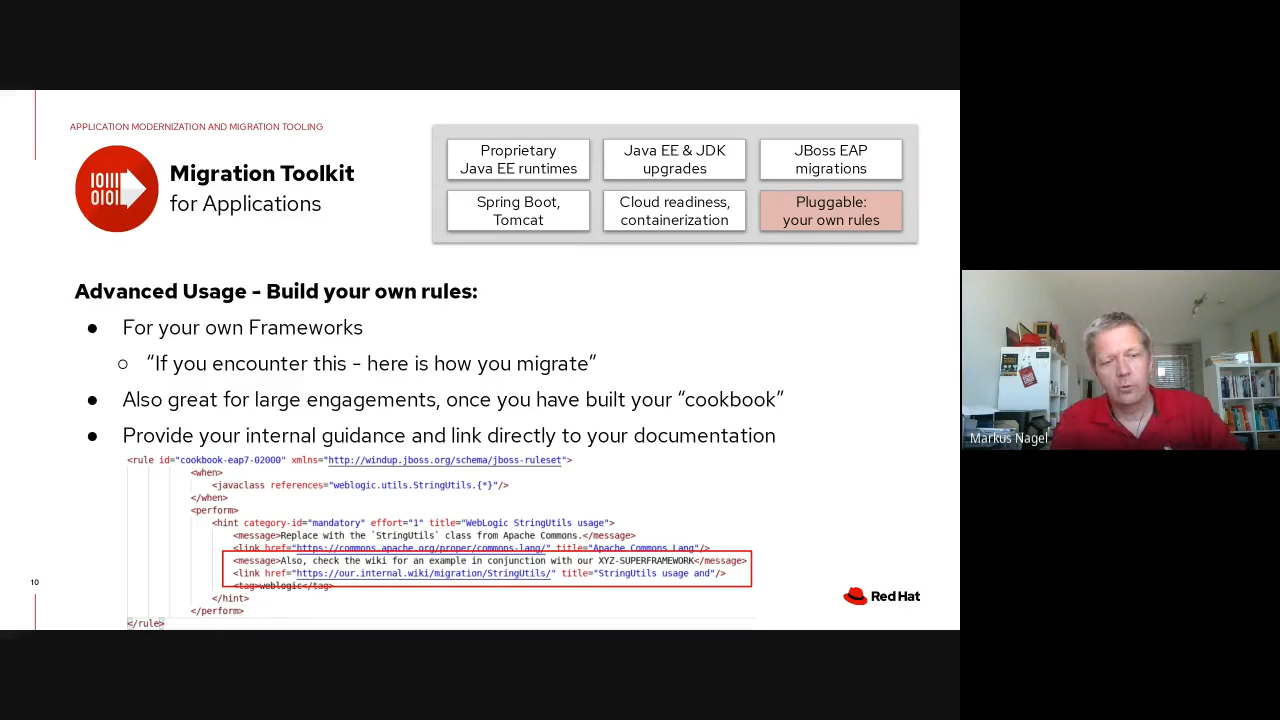 APPLICATION MODERNIZATION AND MIGRATION TOOLING
Migration Toolkit
for Applications
Proprietary
Java EE runtimes
Java EE & JDK
upgrades
JBoss EAP
migrations
Spring Boot,
Tomcat
Cloud readiness,
containerization
Pluggable:
your own rules
Advanced Usage - Build your own rules:
● For your own Frameworks
○ “If you encounter this - here is how you migrate”
● Also great for large engagements, once you have built your “cookbook”
● Provide your internal guidance and link directly to your documentation
<rule id="cookbook-eap7-02000" xmlns="http://windup.jboss.org/schema/jboss-ruleset">
<when>
<javaclass references="weblogic.utils.StringUtils.{*}"/>
</when>
<perform>
<hint category-id="mandatory" effort="1" title="WebLogic StringUtils usage">
<message>Replace with the `StringUtils` class from Apache Commons.</message>
<link href="https://commons.apache.org/proper/commons-lang/" title="Apache Commons Lang"/>
<message>Also, check the wiki for an example in conjunction with our XYZ-SUPERFRAMEWORK</message>
<link href="https://our.internal.wiki/migration/StringUtils/" title="StringUtils usage and"/>
<tag>weblogic</tag>
</hint>
</perform>
</rule>
10
Red Hat
Markus Nagel